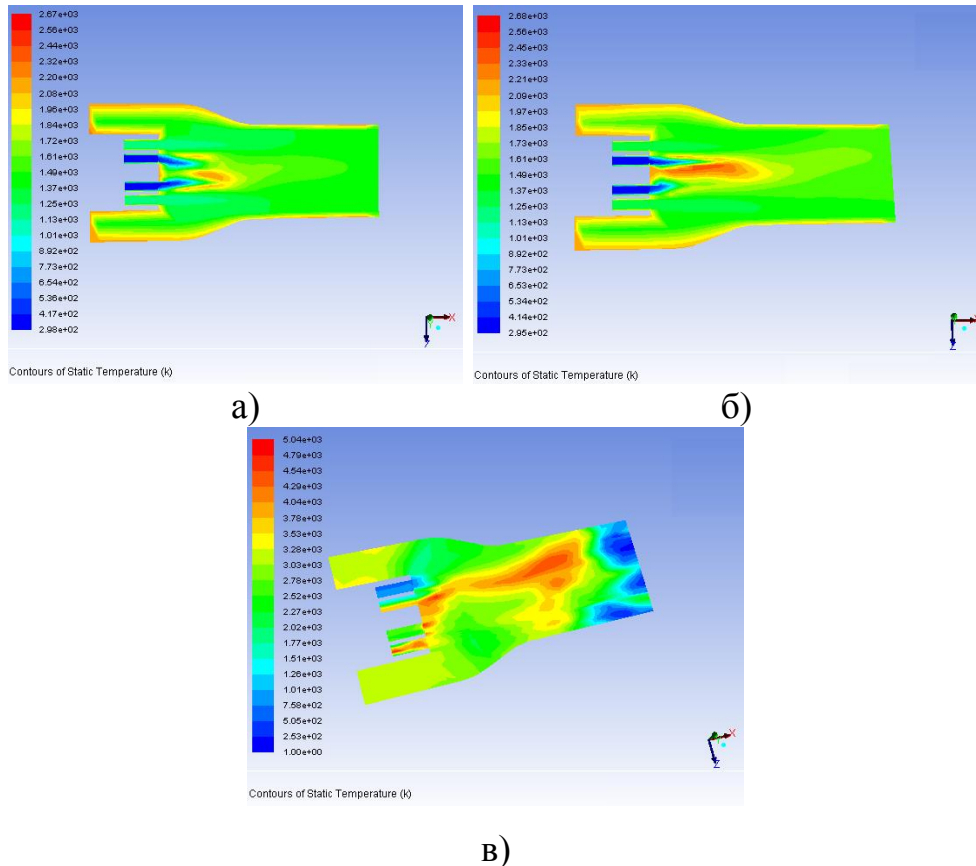 2.67e+03
2.56e+03
2.44e+03
2.32e+03
2.20e+03
2.08e+03
1.96e+03
1.84e+03
1.72e+03
1.61e+03
1.49e+03
1.37e+03
1.25e+03
1.13e+03
1.01e+03
8.92e+02
7.73e+02
6.54e+02
5.36e+02
4.17e+02
2.98e+02
X
Y
Z
Contours of Static Temperature (k)
а)
2.68e+03
2.56e+03
2.45e+03
2.33e+03
2.21e+03
2.09e+03
1.97e+03
1.85e+03
1.73e+03
1.61e+03
1.49e+03
1.37e+03
1.25e+03
1.13e+03
1.01e+03
8.92e+02
7.73e+02
6.53e+02
5.34e+02
4.14e+02
2.95e+02
X
Z
Contours of Static Temperature (k)
б)
5.04e+03
4.79e+03
4.54e+03
4.29e+03
4.04e+03
3.78e+03
3.53e+03
3.28e+03
3.03e+03
2.78e+03
2.52e+03
2.27e+03
2.02e+03
1.77e+03
1.51e+03
1.26e+03
1.01e+03
7.58e+02
5.05e+02
2.53e+02
1.00e+00
X
Y
Z
Contours of Static Temperature (k)
в)